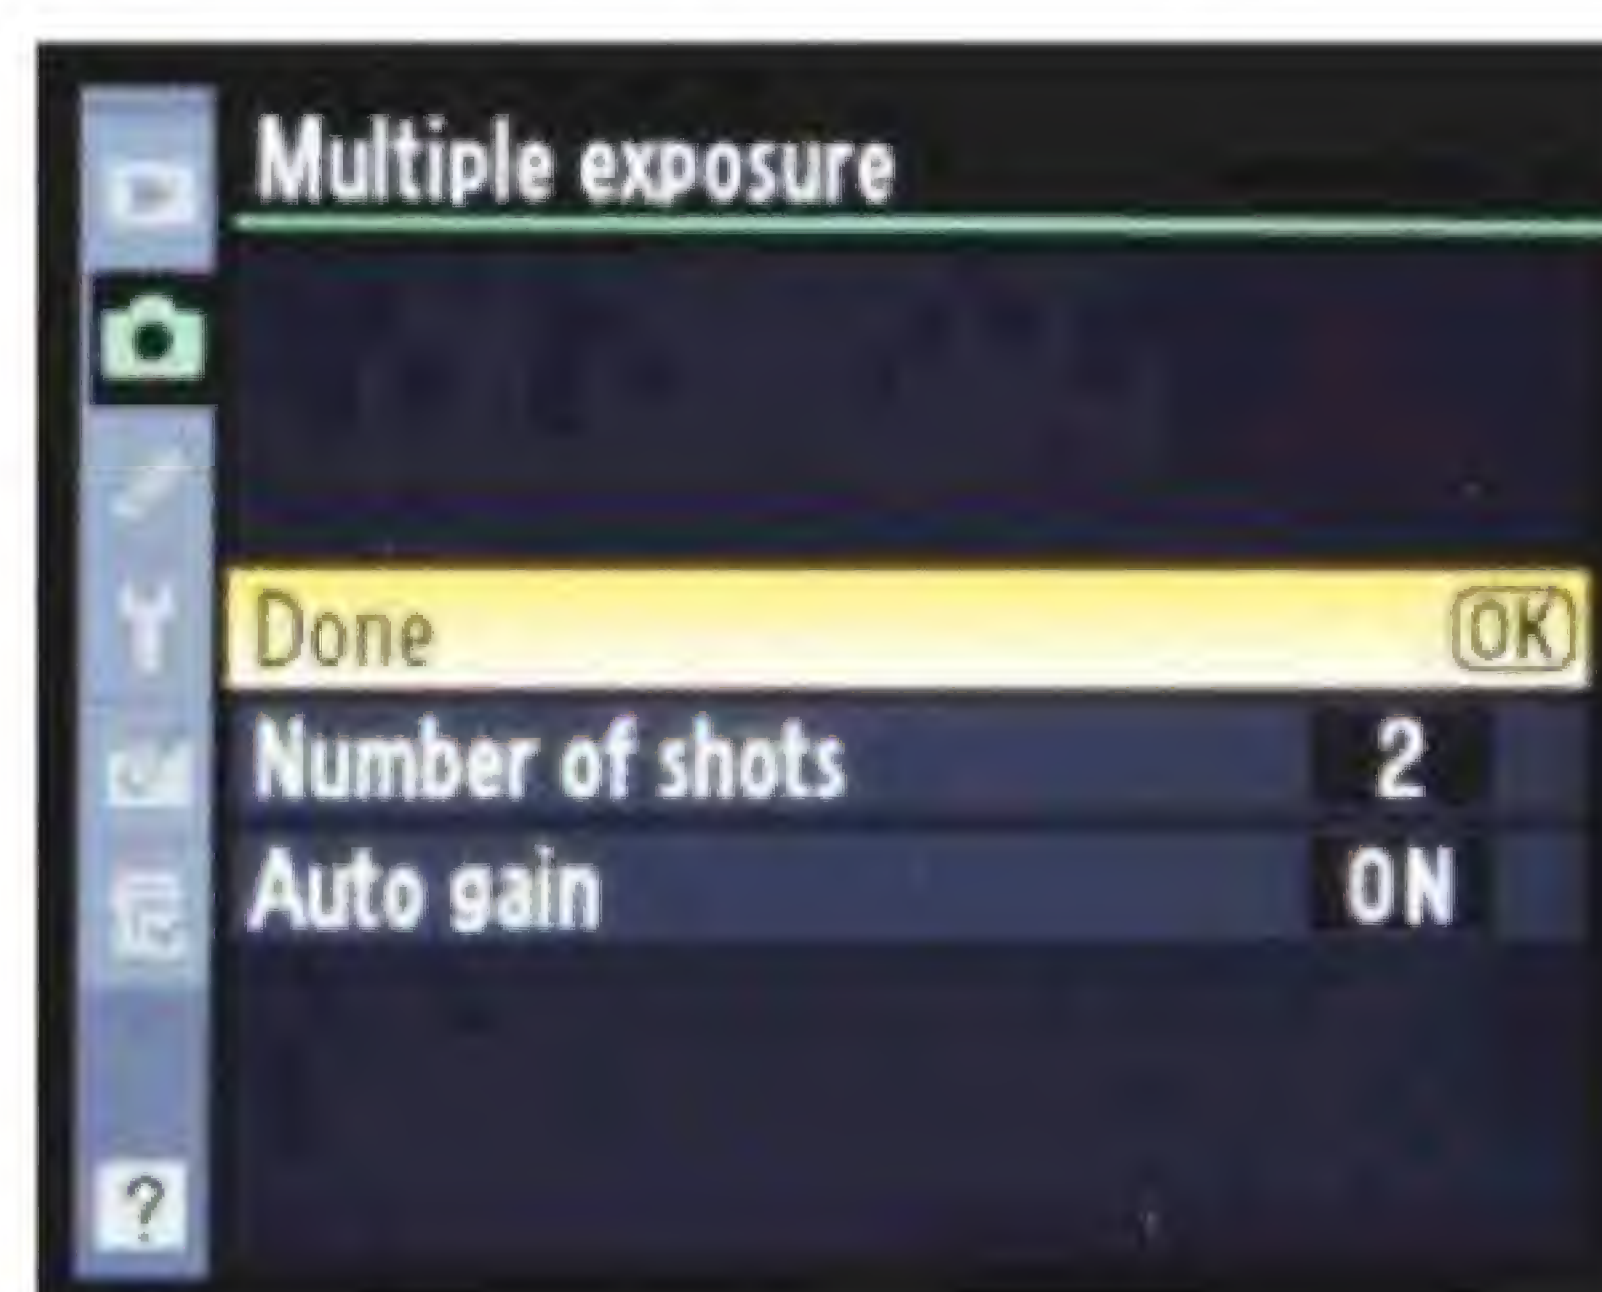 Multiple exposure
Done OK
Number of shots 2
Auto gain ON
?